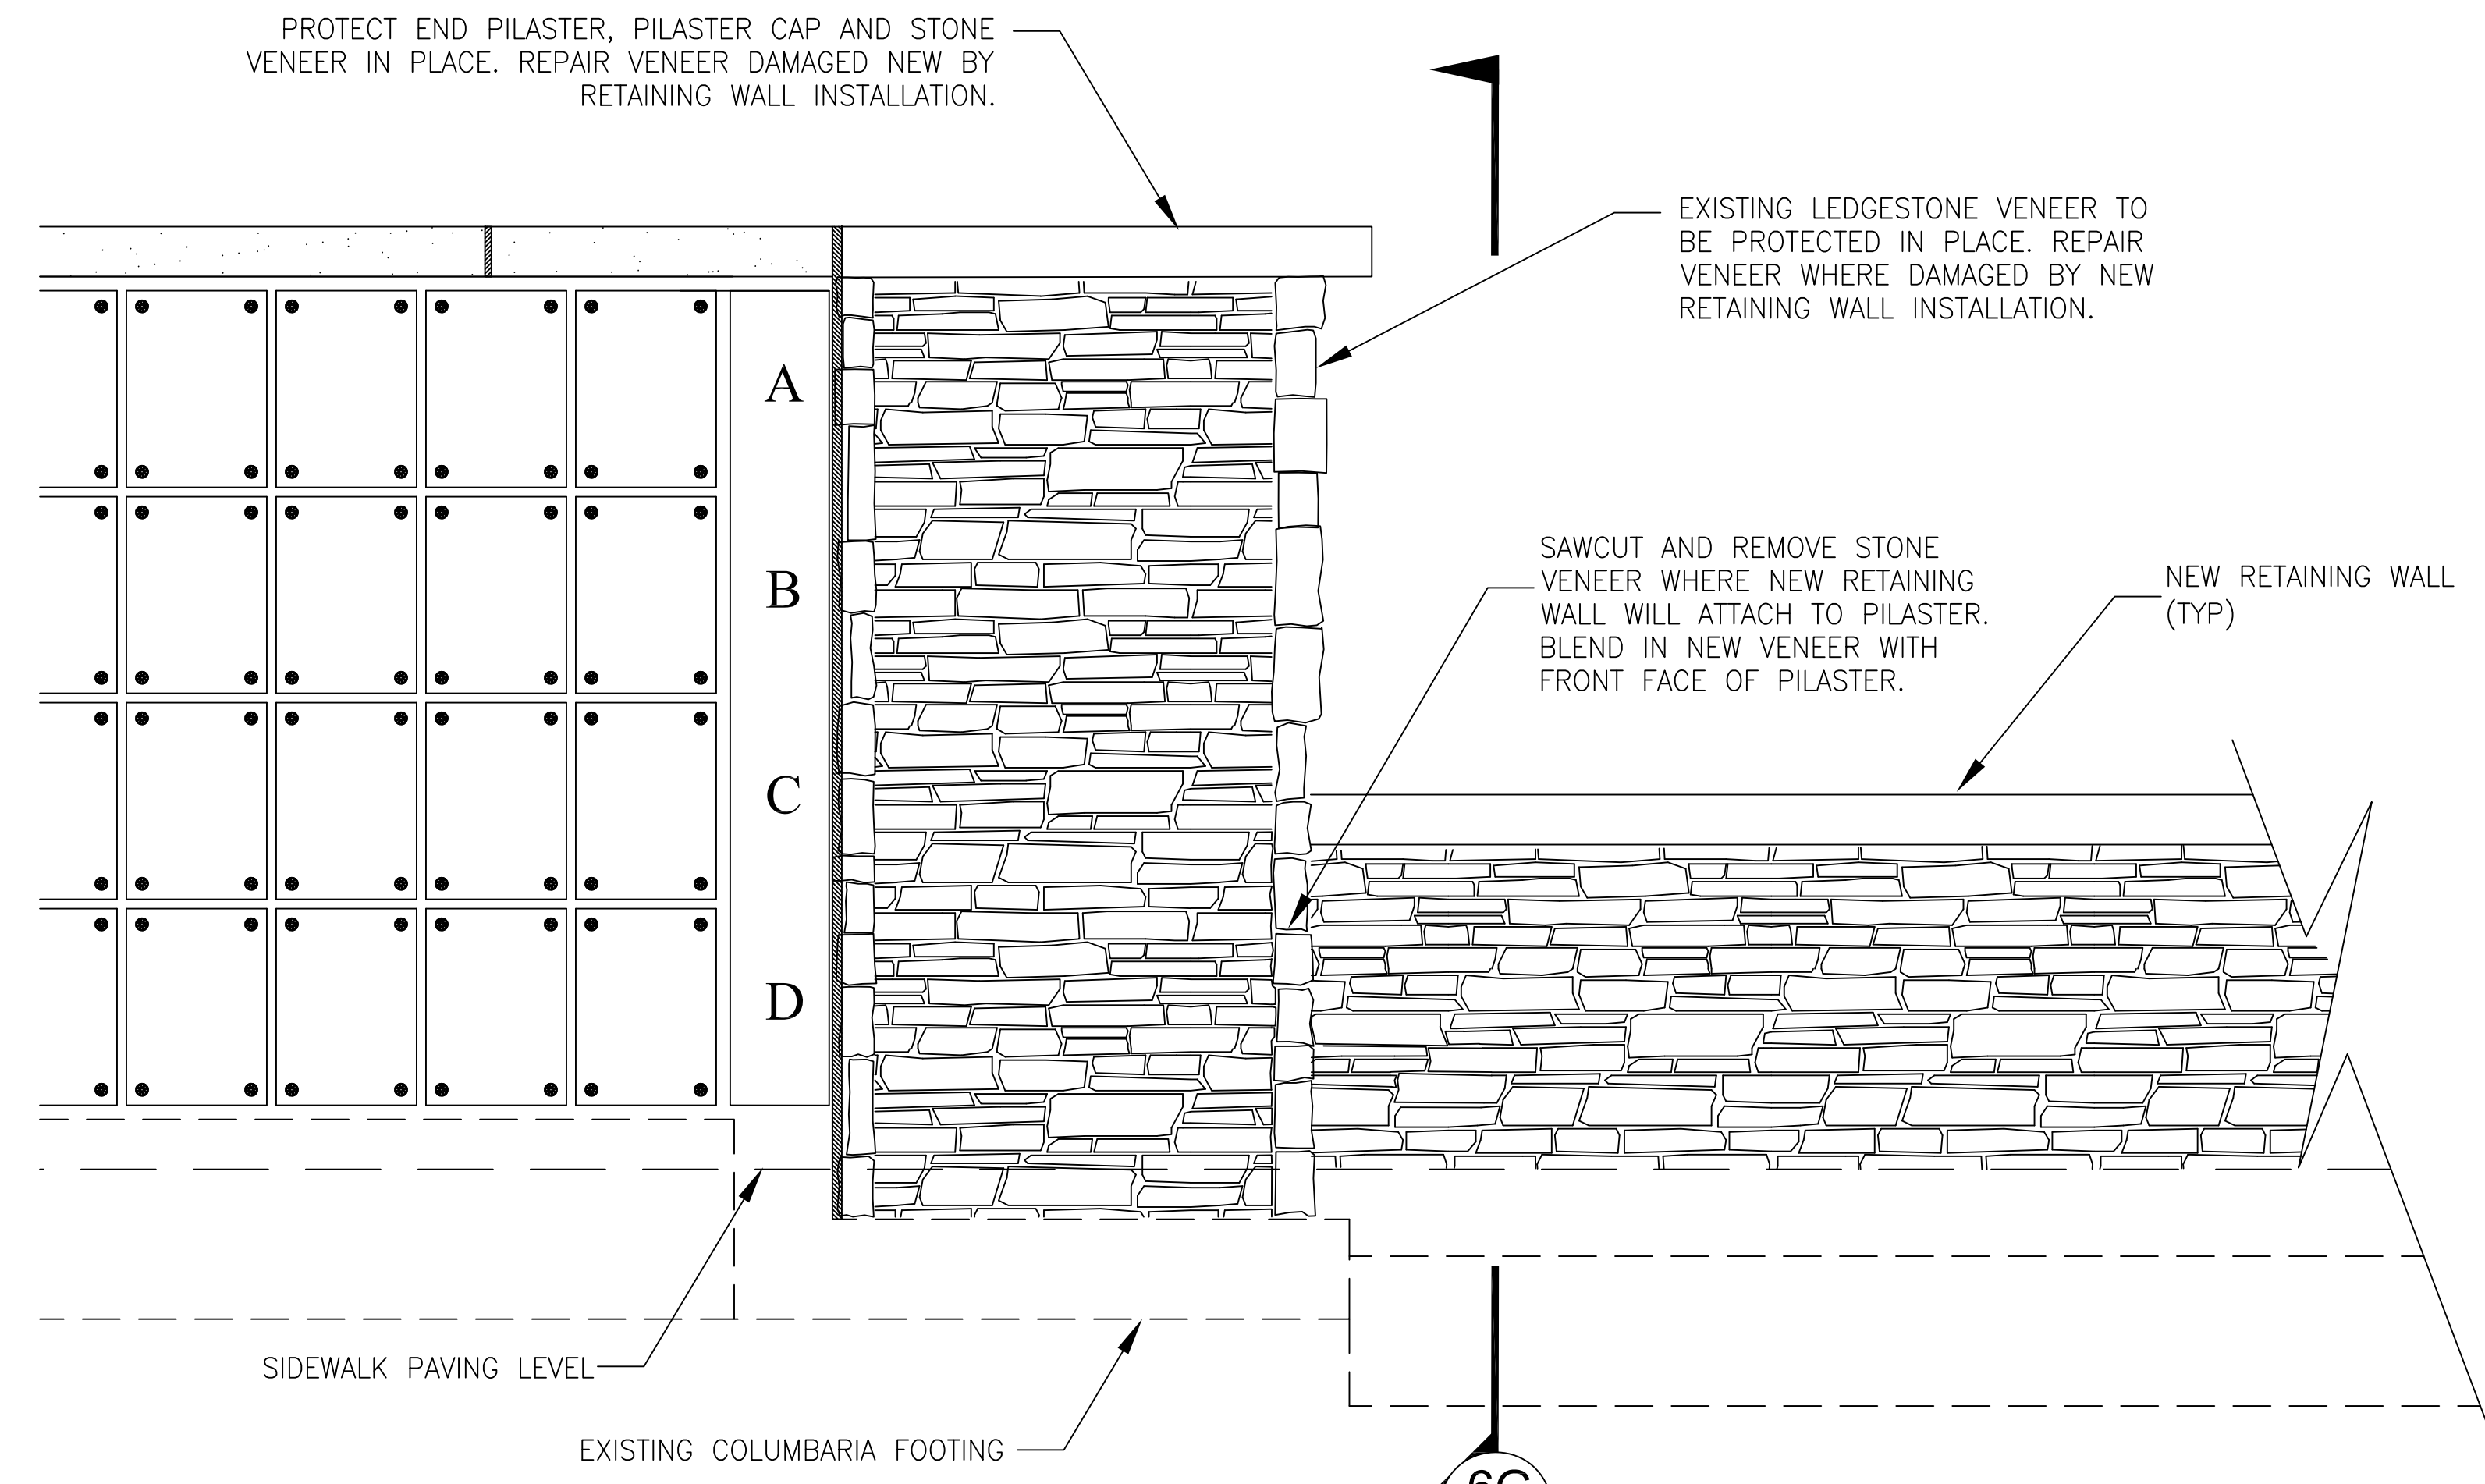 PROTECT END PILASTER, PILASTER CAP AND STONE
VENEER IN PLACE. REPAIR VENEER DAMAGED NEW BY
RETAINING WALL INSTALLATION.
EXISTING LEDGESTONE VENEER TO
BE PROTECTED IN PLACE. REPAIR
VENEER WHERE DAMAGED BY NEW
RETAINING WALL INSTALLATION.
A
SAWCUT AND REMOVE STONE
VENEER WHERE NEW RETAINING
WALL WILL ATTACH TO PILASTER.
BLEND IN NEW VENEER WITH
FRONT FACE OF PILASTER.
NEW RETAINING WALL
(TYP)
B
C
D
SIDEWALK PAVING LEVEL
EXISTING COLUMBARIA FOOTING